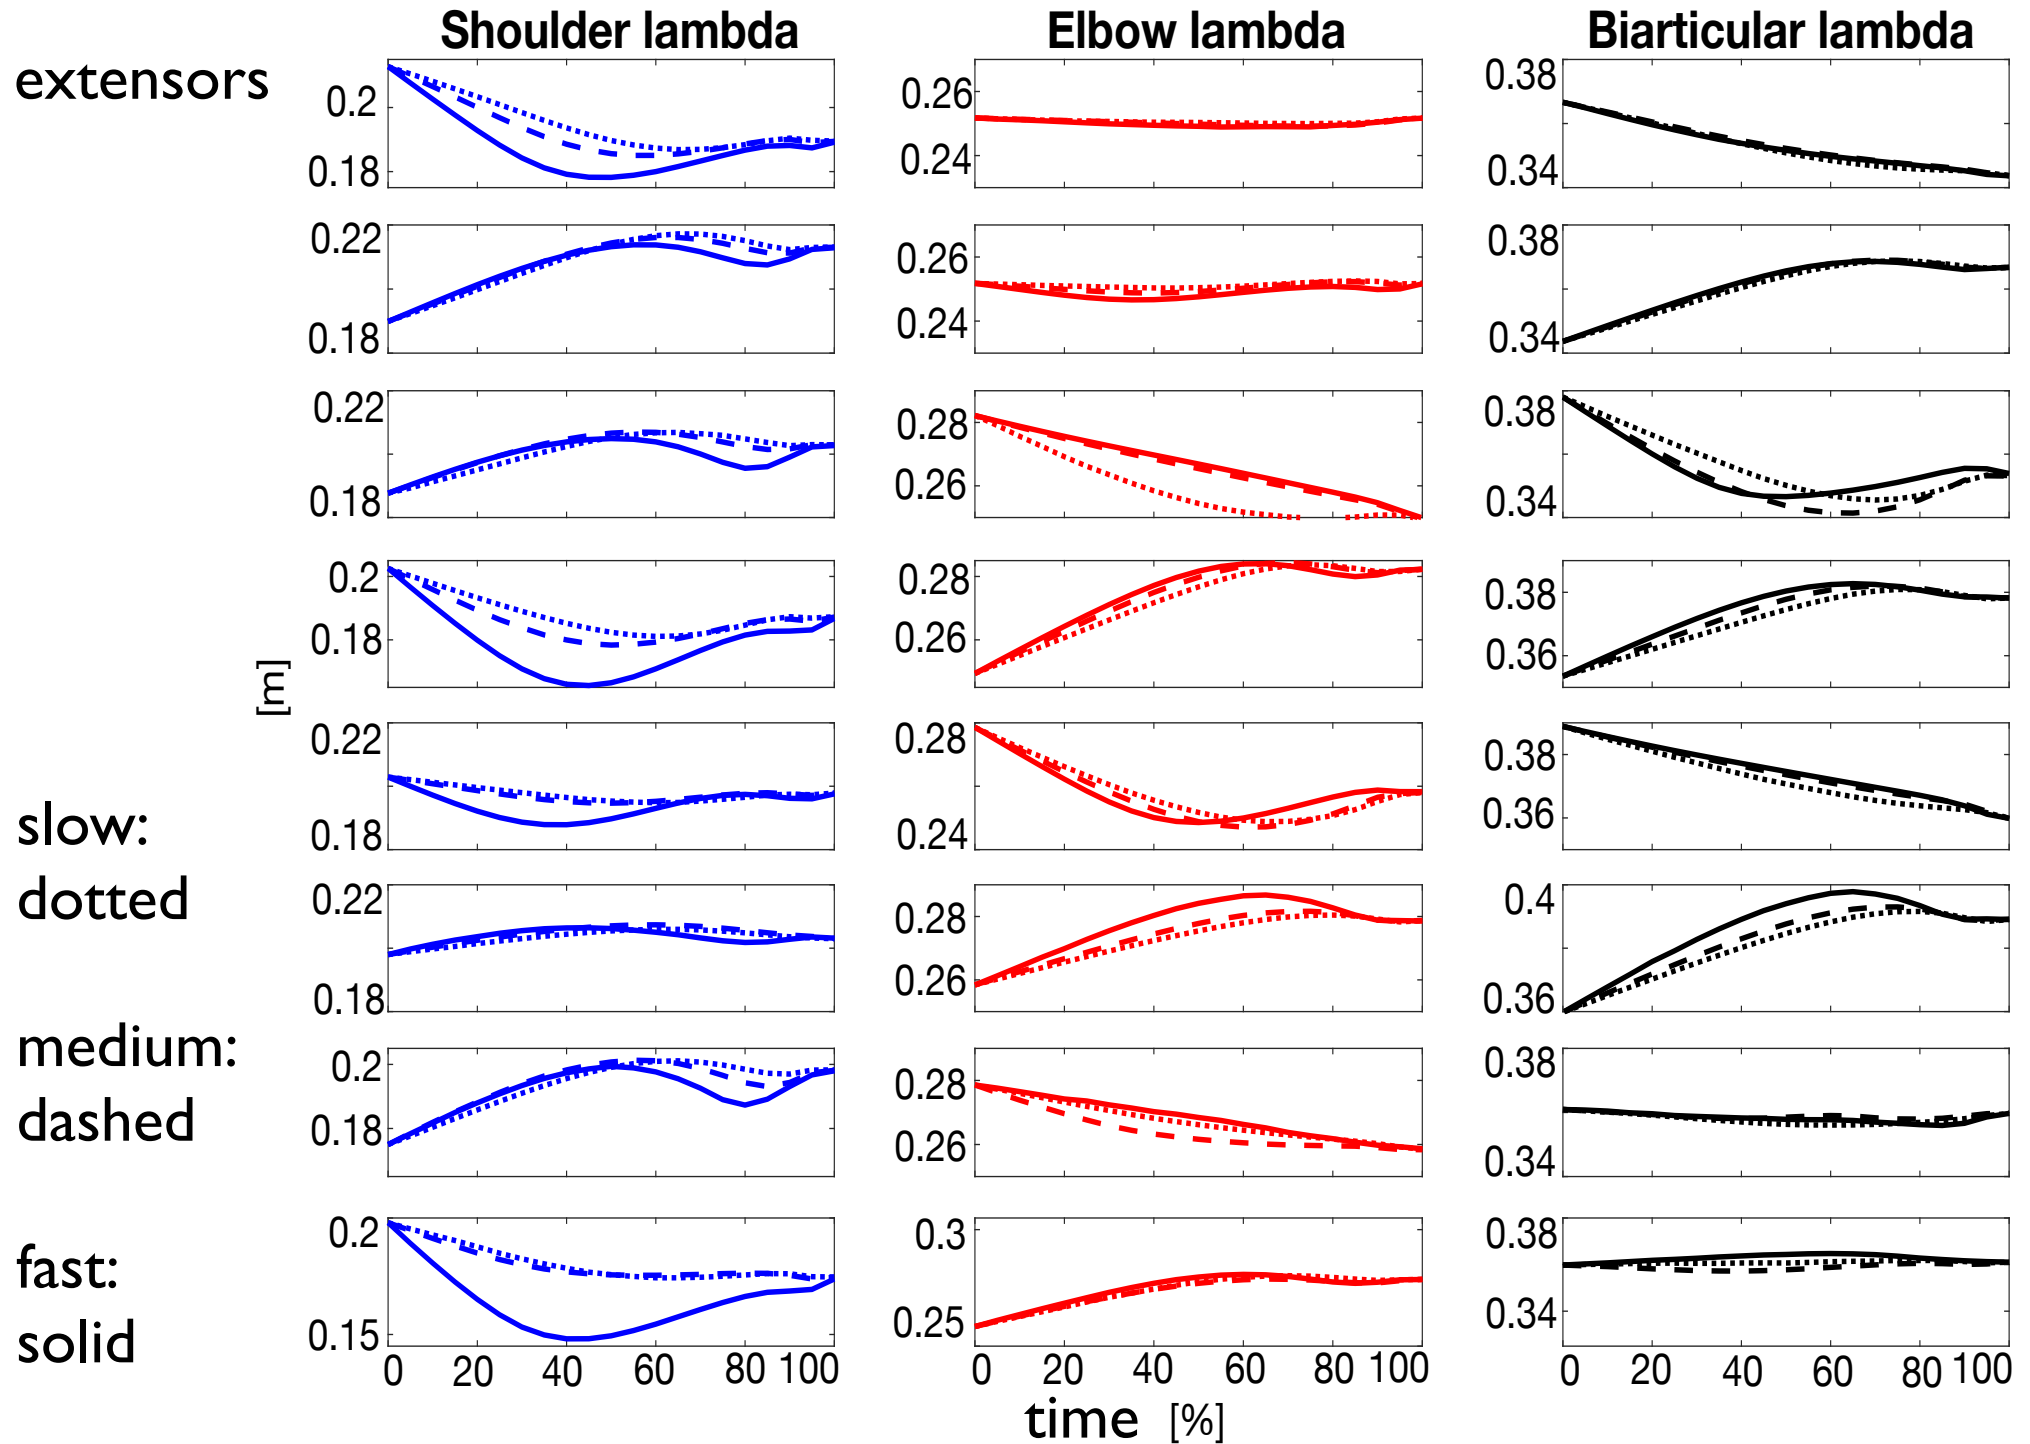 Shoulder lambda Elbow lambda Biarticular lambda
extensors
0.2 0.26 0.38
0.18 0.24 0.34
0.22 0.26 0.38
0.18 0.24 0.34
0.22 0.28 0.38
0.18 0.26 0.34
0.2 0.28 0.38
0.18 0.26 0.36
[m]
0.22 0.28 0.38
0.18 0.24 0.36
slow:
dotted
0.22 0.28 0.4
0.18 0.26 0.36
medium:
dashed
0.2 0.28 0.38
0.18 0.26 0.34
fast:
solid
0.2 0.3 0.38
0.15 0.25 0.34
0 20 40 60 80 100 0 20 40 60 80 100 0 20 40 60 80 100
time [%]